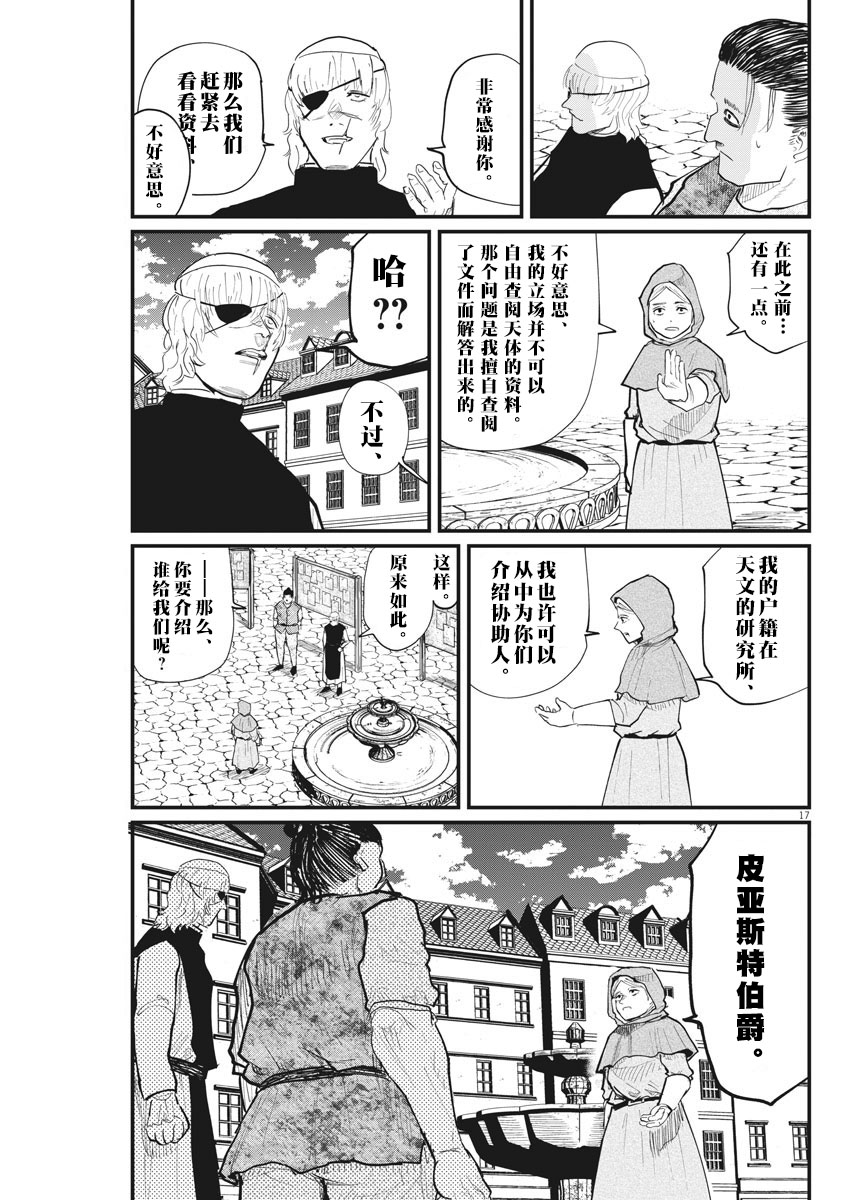 非常感谢你。
那么我们
赶紧去
看看资料、
不好意思。
在此之前…
还有一点。
不好意思、
我的立场并不可以
自由查阅天体的资料。
那个问题是我擅自查阅
了文件而解答出来的。
哈??
不过、
我的户籍在
天文的研究所、
我也许可以
从中为你们
介绍协助人。
这样。
原来如此。
——那么、
你要介绍
谁给我们呢?
17
皮亚斯特伯爵。